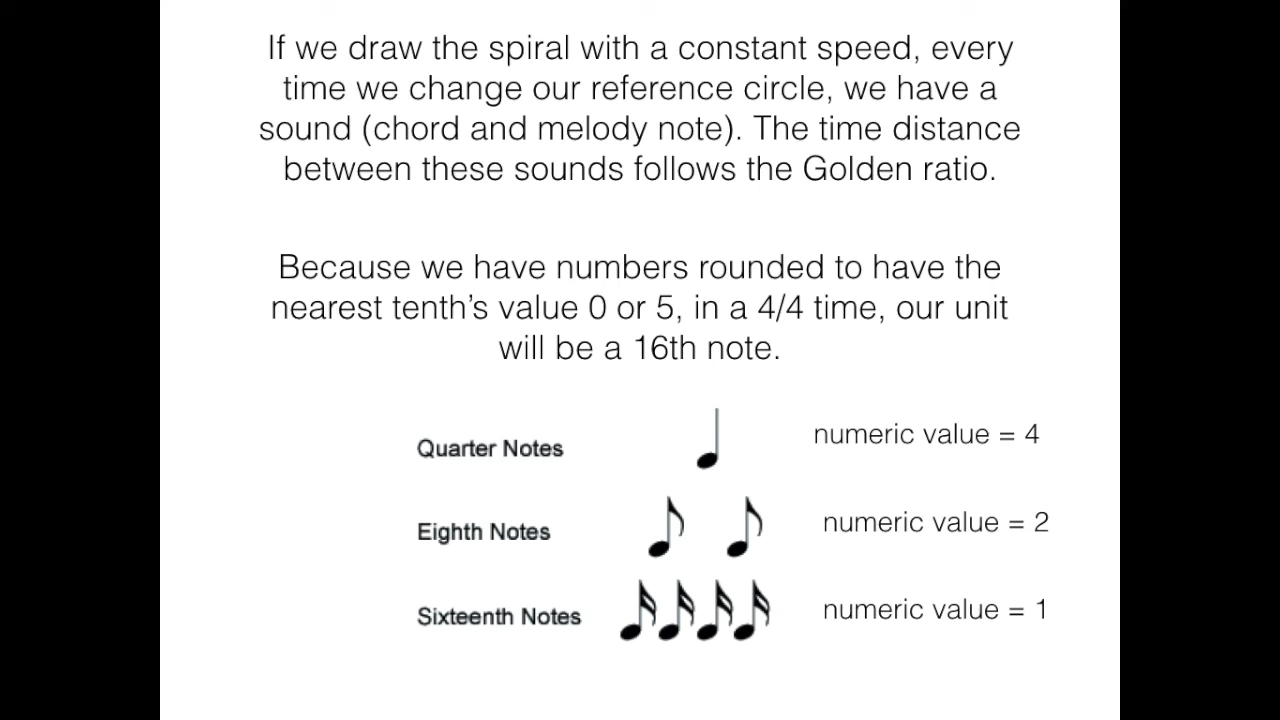 If we draw the spiral with a constant speed, every
time we change our reference circle, we have a
sound (chord and melody note). The time distance
between these sounds follows the Golden ratio.
Because we have numbers rounded to have the
nearest tenth’s value 0 or 5, in a 4/4 time, our unit
will be a 16th note.
Quarter Notes numeric value = 4
Eighth Notes numeric value = 2
Sixteenth Notes numeric value = 1